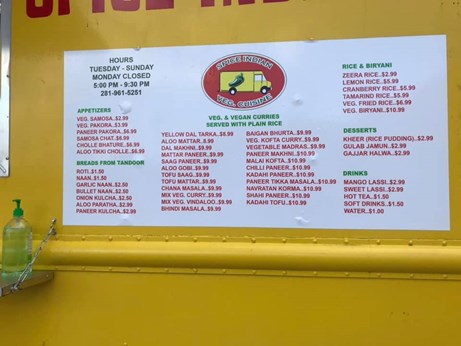 SPICE INDIAN
HOURS
TUESDAY - SUNDAY
MONDAY CLOSED
5:00 PM - 9:30 PM
281-961-5251
APPETIZERS
VEG. SAMOSA..$2.99
VEG. PAKORA..$3.99
PANEER PAKORA..$6.99
SAMOSA CHAT..$6.99
CHOLLE BHATURE..$6.99
ALOO TIKKI CHOLLE..$6.99
BREADS FROM TANDOOR
ROTI..$1.50
NAAN..$1.50
GARLIC NAAN..$2.50
BULLET NAAN..$2.50
ONION KULCHA..$2.50
ALOO PARATHA..$2.99
PANEER KULCHA..$2.99
SPICE INDIAN
VEG. CUISINE
VEG. & VEGAN CURRIES
SERVED WITH PLAIN RICE
YELLOW DAL TARKA..$8.99
ALOO MATTAR..$9.99
DAL MAKHNI..$8.99
MATTAR PANEER..$9.99
SAAG PANEER..$9.99
ALOO GOBI..$9.99
TOFU SAAG..$9.99
TOFU MATTAR..$9.99
CHANA MASALA..$9.99
MIX VEG. CURRY..$9.99
MIX VEG. VINDALOO..$9.99
BHINDI MASALA..$9.99
BAIGAN BHURTA..$9.99
VEG. KOFTA CURRY..$9.99
VEGETABLE MADRAS..$9.99
PANEER MAKHNI..$10.99
MALAI KOFTA..$10.99
CHILLI PANEER..$10.99
KADAHI PANEER..$10.99
PANEER TIKKA MASALA..$10.99
NAVRATAN KORMA..$10.99
SHAHI PANEER..$10.99
KADAHI TOFU..$10.99
RICE & BIRYANI
ZEERA RICE..$2.99
LEMON RICE..$5.99
CRANBERRY RICE..$5.99
TAMARIND RICE..$5.99
VEG. FRIED RICE..$6.99
VEG. BIRYANI..$10.99
DESSERTS
KHEER (RICE PUDDING)..$2.99
GULAB JAMUN..$2.99
GAJJAR HALWA..$2.99
DRINKS
MANGO LASSI..$2.99
SWEET LASSI..$2.99
HOT TEA..$1.50
SOFT DRINKS..$1.50
WATER..$1.00